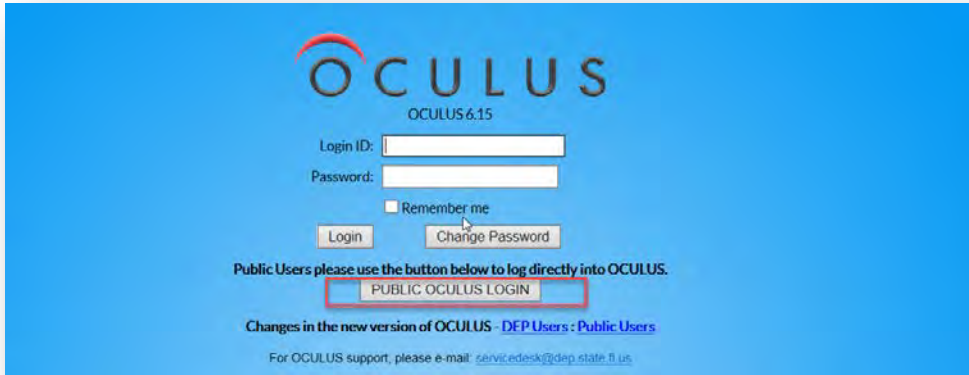 OCULUS
OCULUS 6.15
Login ID:
Password:
Remember me
Login Change Password
Public Users please use the button below to log directly into OCULUS.
PUBLIC OCULUS LOGIN
Changes in the new version of OCULUS - DEP Users : Public Users
For OCULUS support, please e-mail: servicedesk@dep.state.fl.us